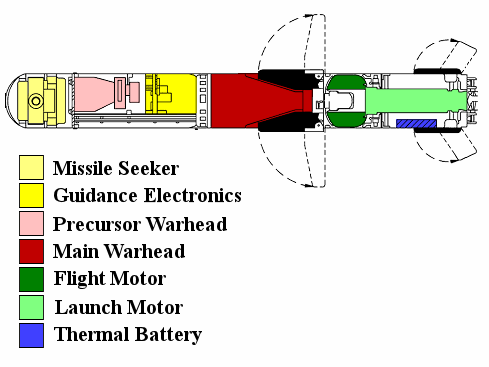 Missile Seeker
Guidance Electronics
Precursor Warhead
Main Warhead
Flight Motor
Launch Motor
Thermal Battery